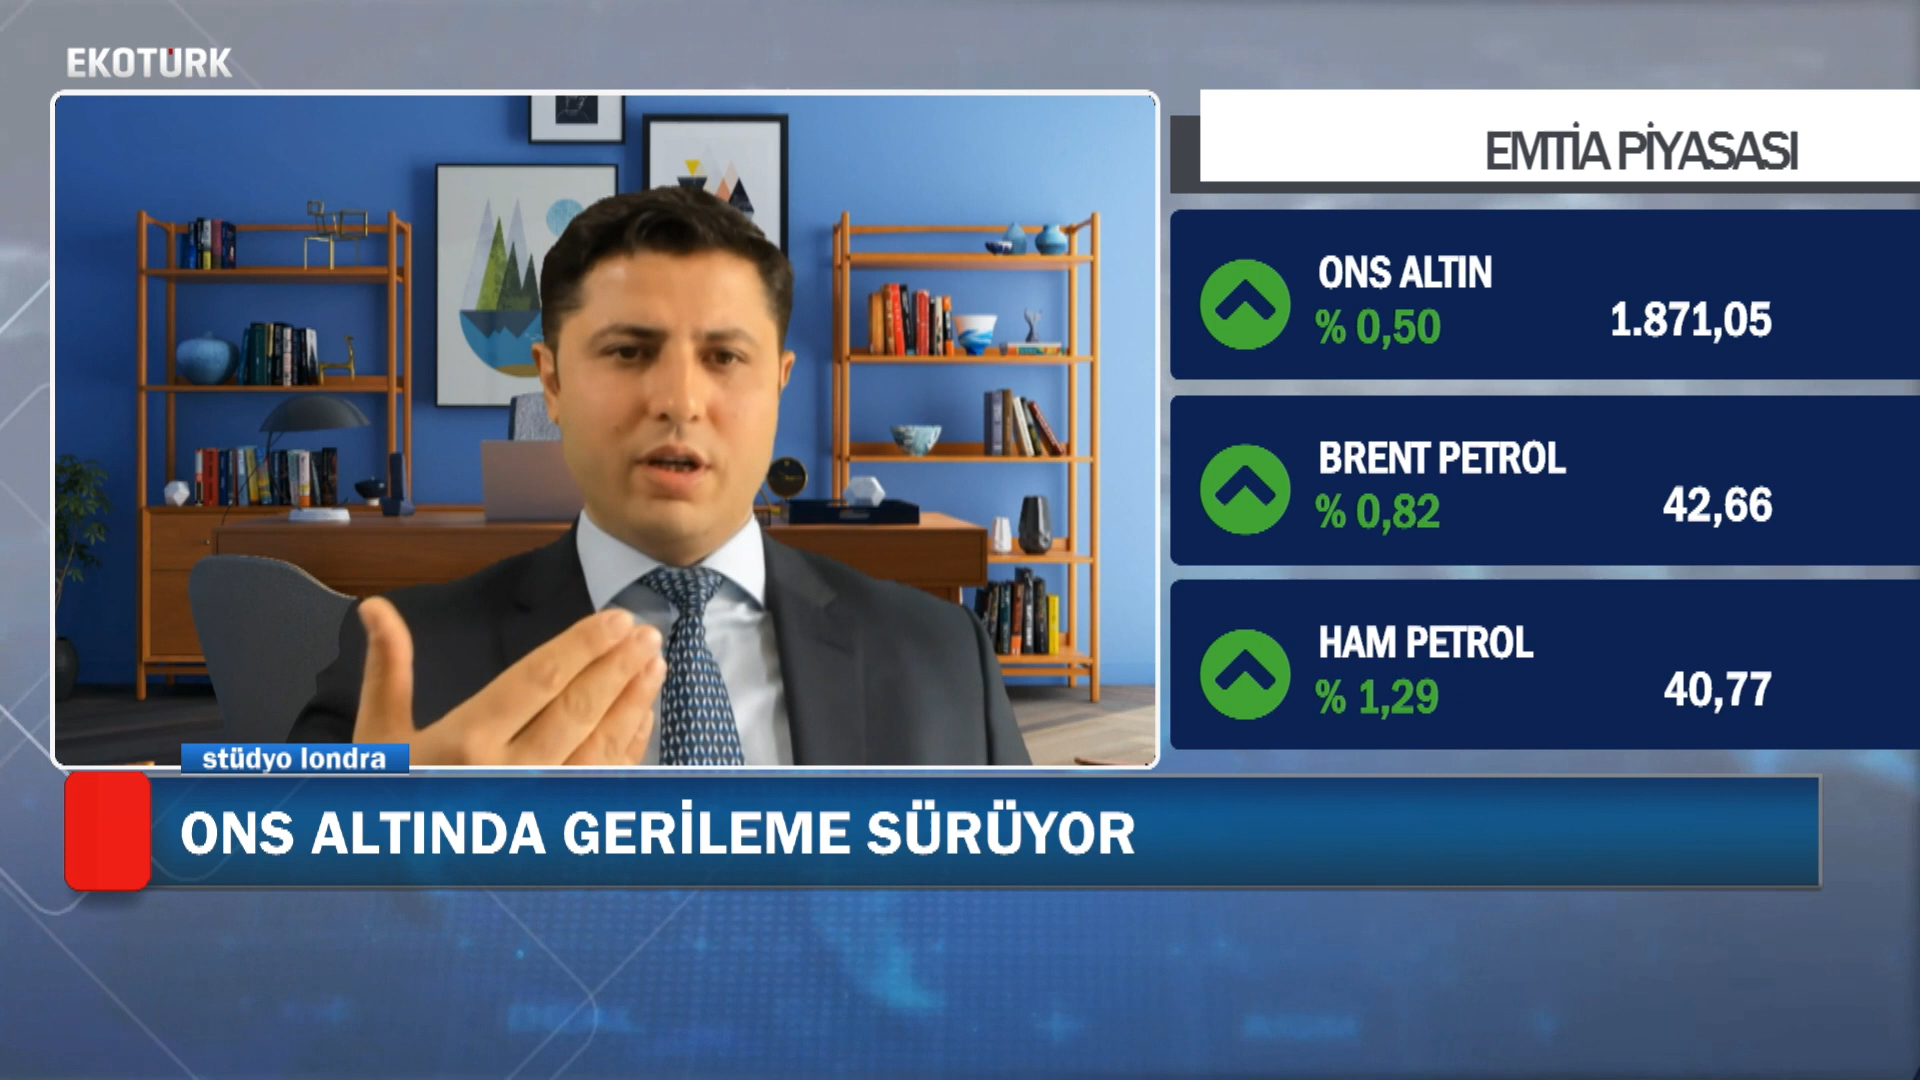 EKOTÜRK
EMTİA PİYASASI
ONS ALTIN
% 0,50
1.871,05
BRENT PETROL
% 0,82
42,66
HAM PETROL
% 1,29
40,77
stüdyo londra
ONS ALTINDA GERİLEME SÜRÜYOR